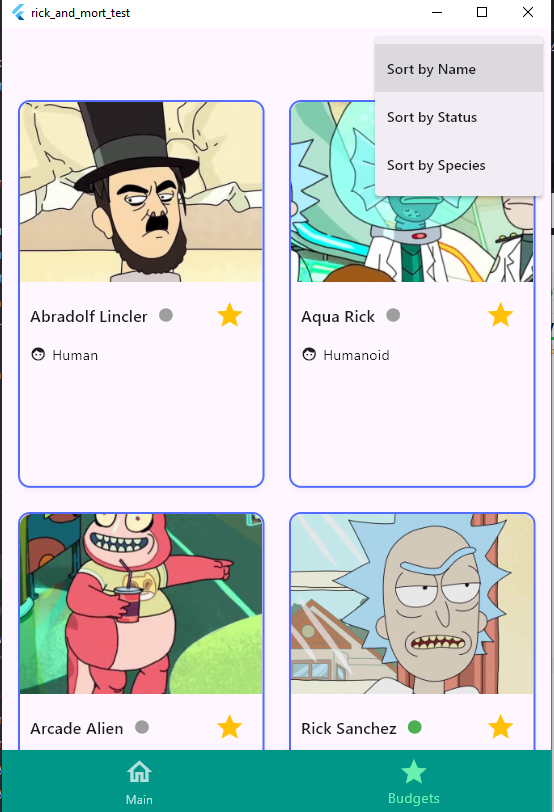 rick_and_mort_test
Sort by Name
Sort by Status
Sort by Species
Abradolf Lincler
Human
Aqua Rick
Humanoid
Arcade Alien
Rick Sanchez
Main
Budgets